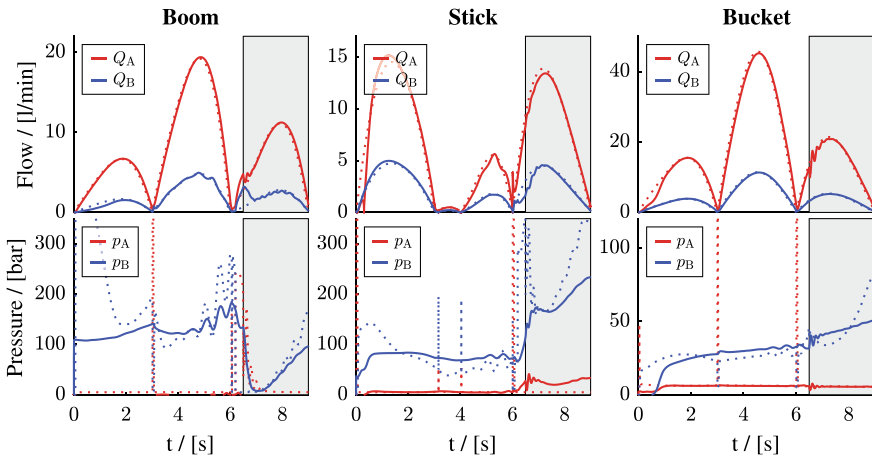 Boom
Stick
Bucket
Flow / [l/min]
20
10
0
Q_A
Q_B
15
10
5
0
Q_A
Q_B
40
20
0
Q_A
Q_B
Pressure / [bar]
300
200
100
0
p_A
p_B
300
200
100
0
p_A
p_B
100
50
0
p_A
p_B
0 2 4 6 8
0 2 4 6 8
0 2 4 6 8
t / [s]
t / [s]
t / [s]